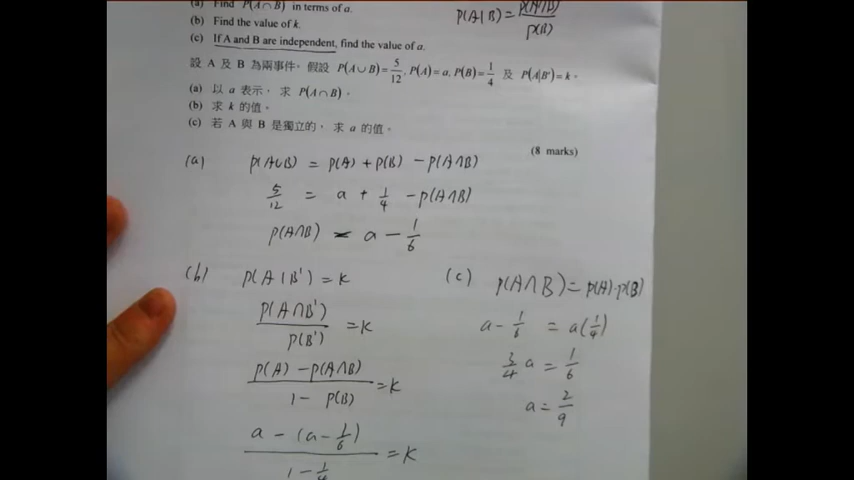 (a) Find P(A∩B) in terms of a.
P(A|B) = P(A∩B) / P(B)
(b) Find the value of k.
(c) If A and B are independent, find the value of a.
設 A 及 B 為兩事件。假設 P(A∪B)=5/12, P(A)=a, P(B)=1/4 及 P(A|B')=k。
(a) 以 a 表示，求 P(A∩B)。
(b) 求 k 的值。
(c) 若 A 與 B 是獨立的，求 a 的值。
(8 marks)
(a) P(A∪B) = P(A) + P(B) - P(A∩B)
5/12 = a + 1/4 - P(A∩B)
P(A∩B) = a - 1/6
(b) P(A|B') = k
P(A∩B') / P(B') = k
P(A) - P(A∩B) / 1 - P(B) = k
a - (a - 1/6) / 1 - 1/4 = k
(c) P(A∩B) = P(A)·P(B)
a - 1/6 = a(1/4)
3/4 a = 1/6
a = 2/9